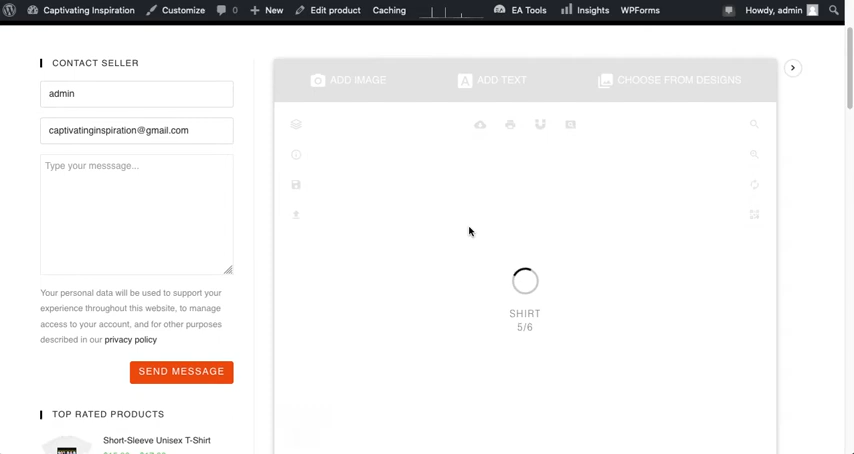 Captivating Inspiration Customize 0 New Edit product Caching EA Tools Insights WPForms Howdy, admin
CONTACT SELLER
admin
captivatinginspiration@gmail.com
Type your messsage...
Your personal data will be used to support your
experience throughout this website, to manage
access to your account, and for other purposes
described in our privacy policy
SEND MESSAGE
TOP RATED PRODUCTS
Short-Sleeve Unisex T-Shirt
ADD IMAGE ADD TEXT CHOOSE FROM DESIGNS
SHIRT
5/6